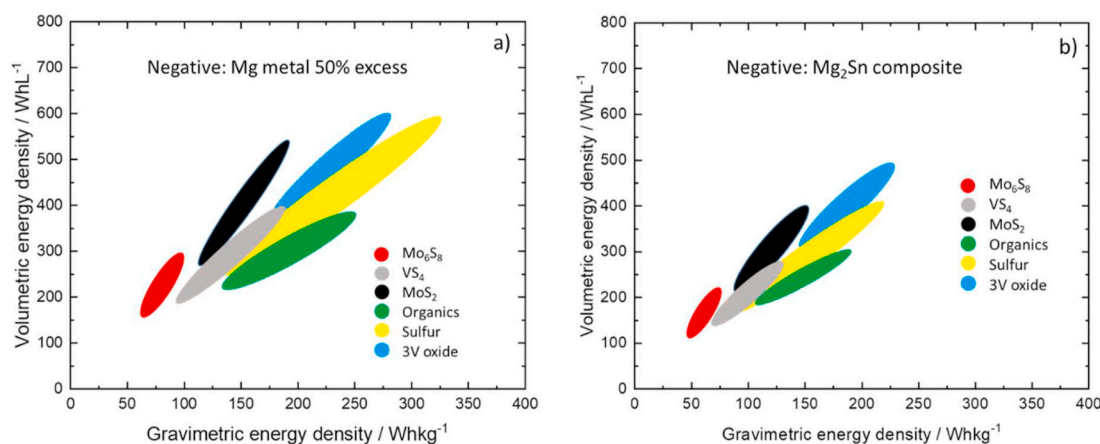 a)
Negative: Mg metal 50% excess
Volumetric energy density / WhL⁻¹
800
700
600
500
400
300
200
100
0
Mo₆S₈
VS₄
MoS₂
Organics
Sulfur
3V oxide
0 50 100 150 200 250 300 350 400
Gravimetric energy density / Whkg⁻¹
b)
Negative: Mg₂Sn composite
Volumetric energy density / WhL⁻¹
800
700
600
500
400
300
200
100
0
Mo₆S₈
VS₄
MoS₂
Organics
Sulfur
3V oxide
0 50 100 150 200 250 300 350 400
Gravimetric energy density / Whkg⁻¹